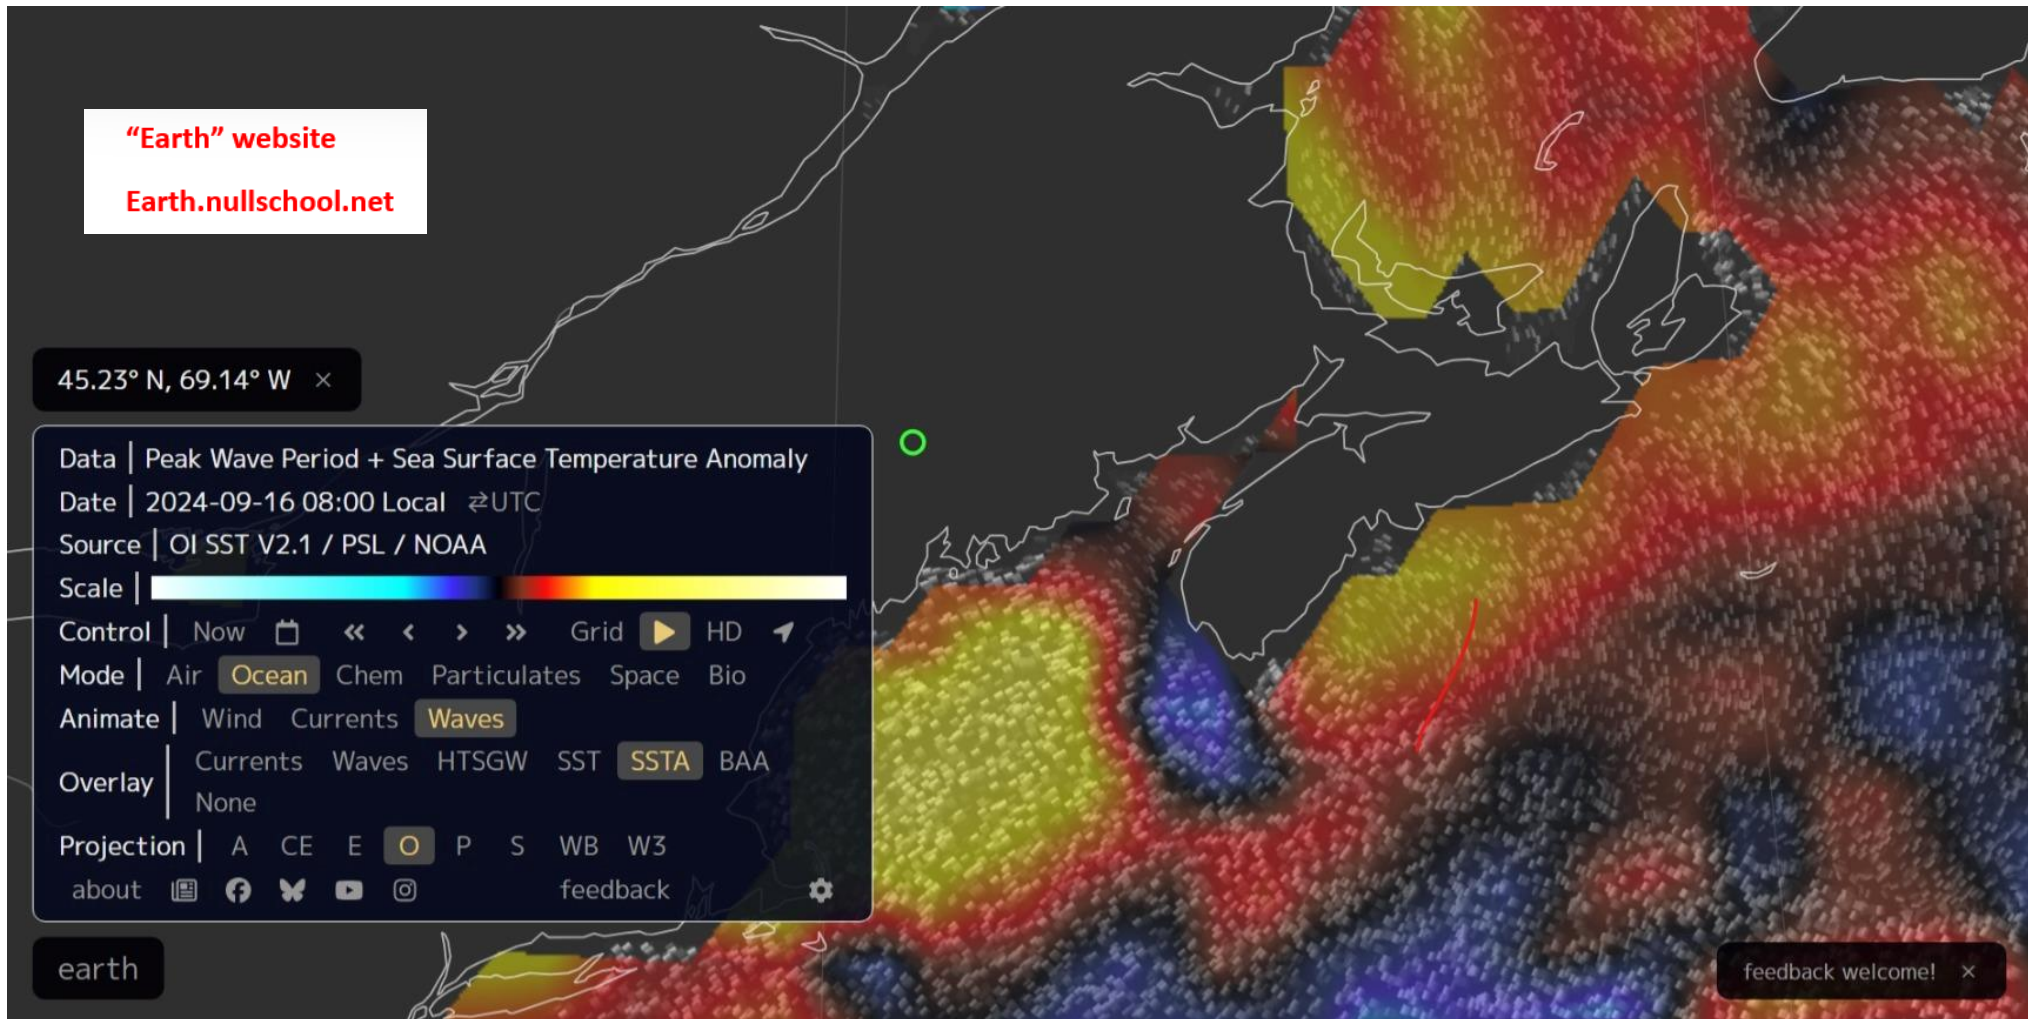 “Earth” website
Earth.nullschool.net
45.23° N, 69.14° W ×
Data | Peak Wave Period + Sea Surface Temperature Anomaly
Date | 2024-09-16 08:00 Local ⇄UTC
Source | OI SST V2.1 / PSL / NOAA
Scale |
Control | Now « ‹ › » Grid HD
Mode | Air Ocean Chem Particulates Space Bio
Animate | Wind Currents Waves
Overlay | Currents Waves HTSGW SST SSTA BAA
None
Projection | A CE E O P S WB W3
about feedback
earth
feedback welcome! ×